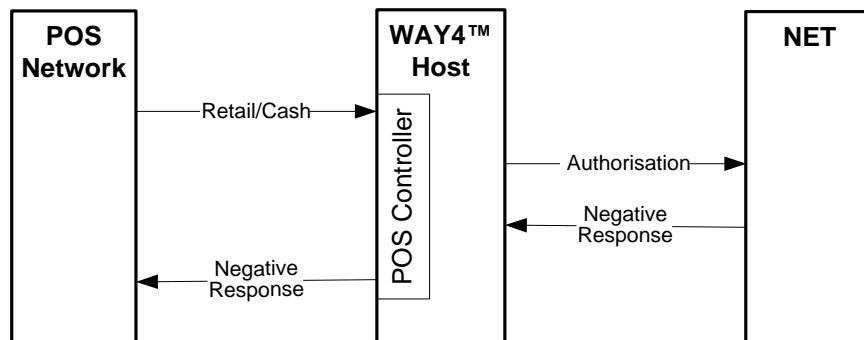 POS
Network
WAY4™
Host
NET
Retail/Cash
POS Controller
Authorisation
Negative
Response
Negative
Response